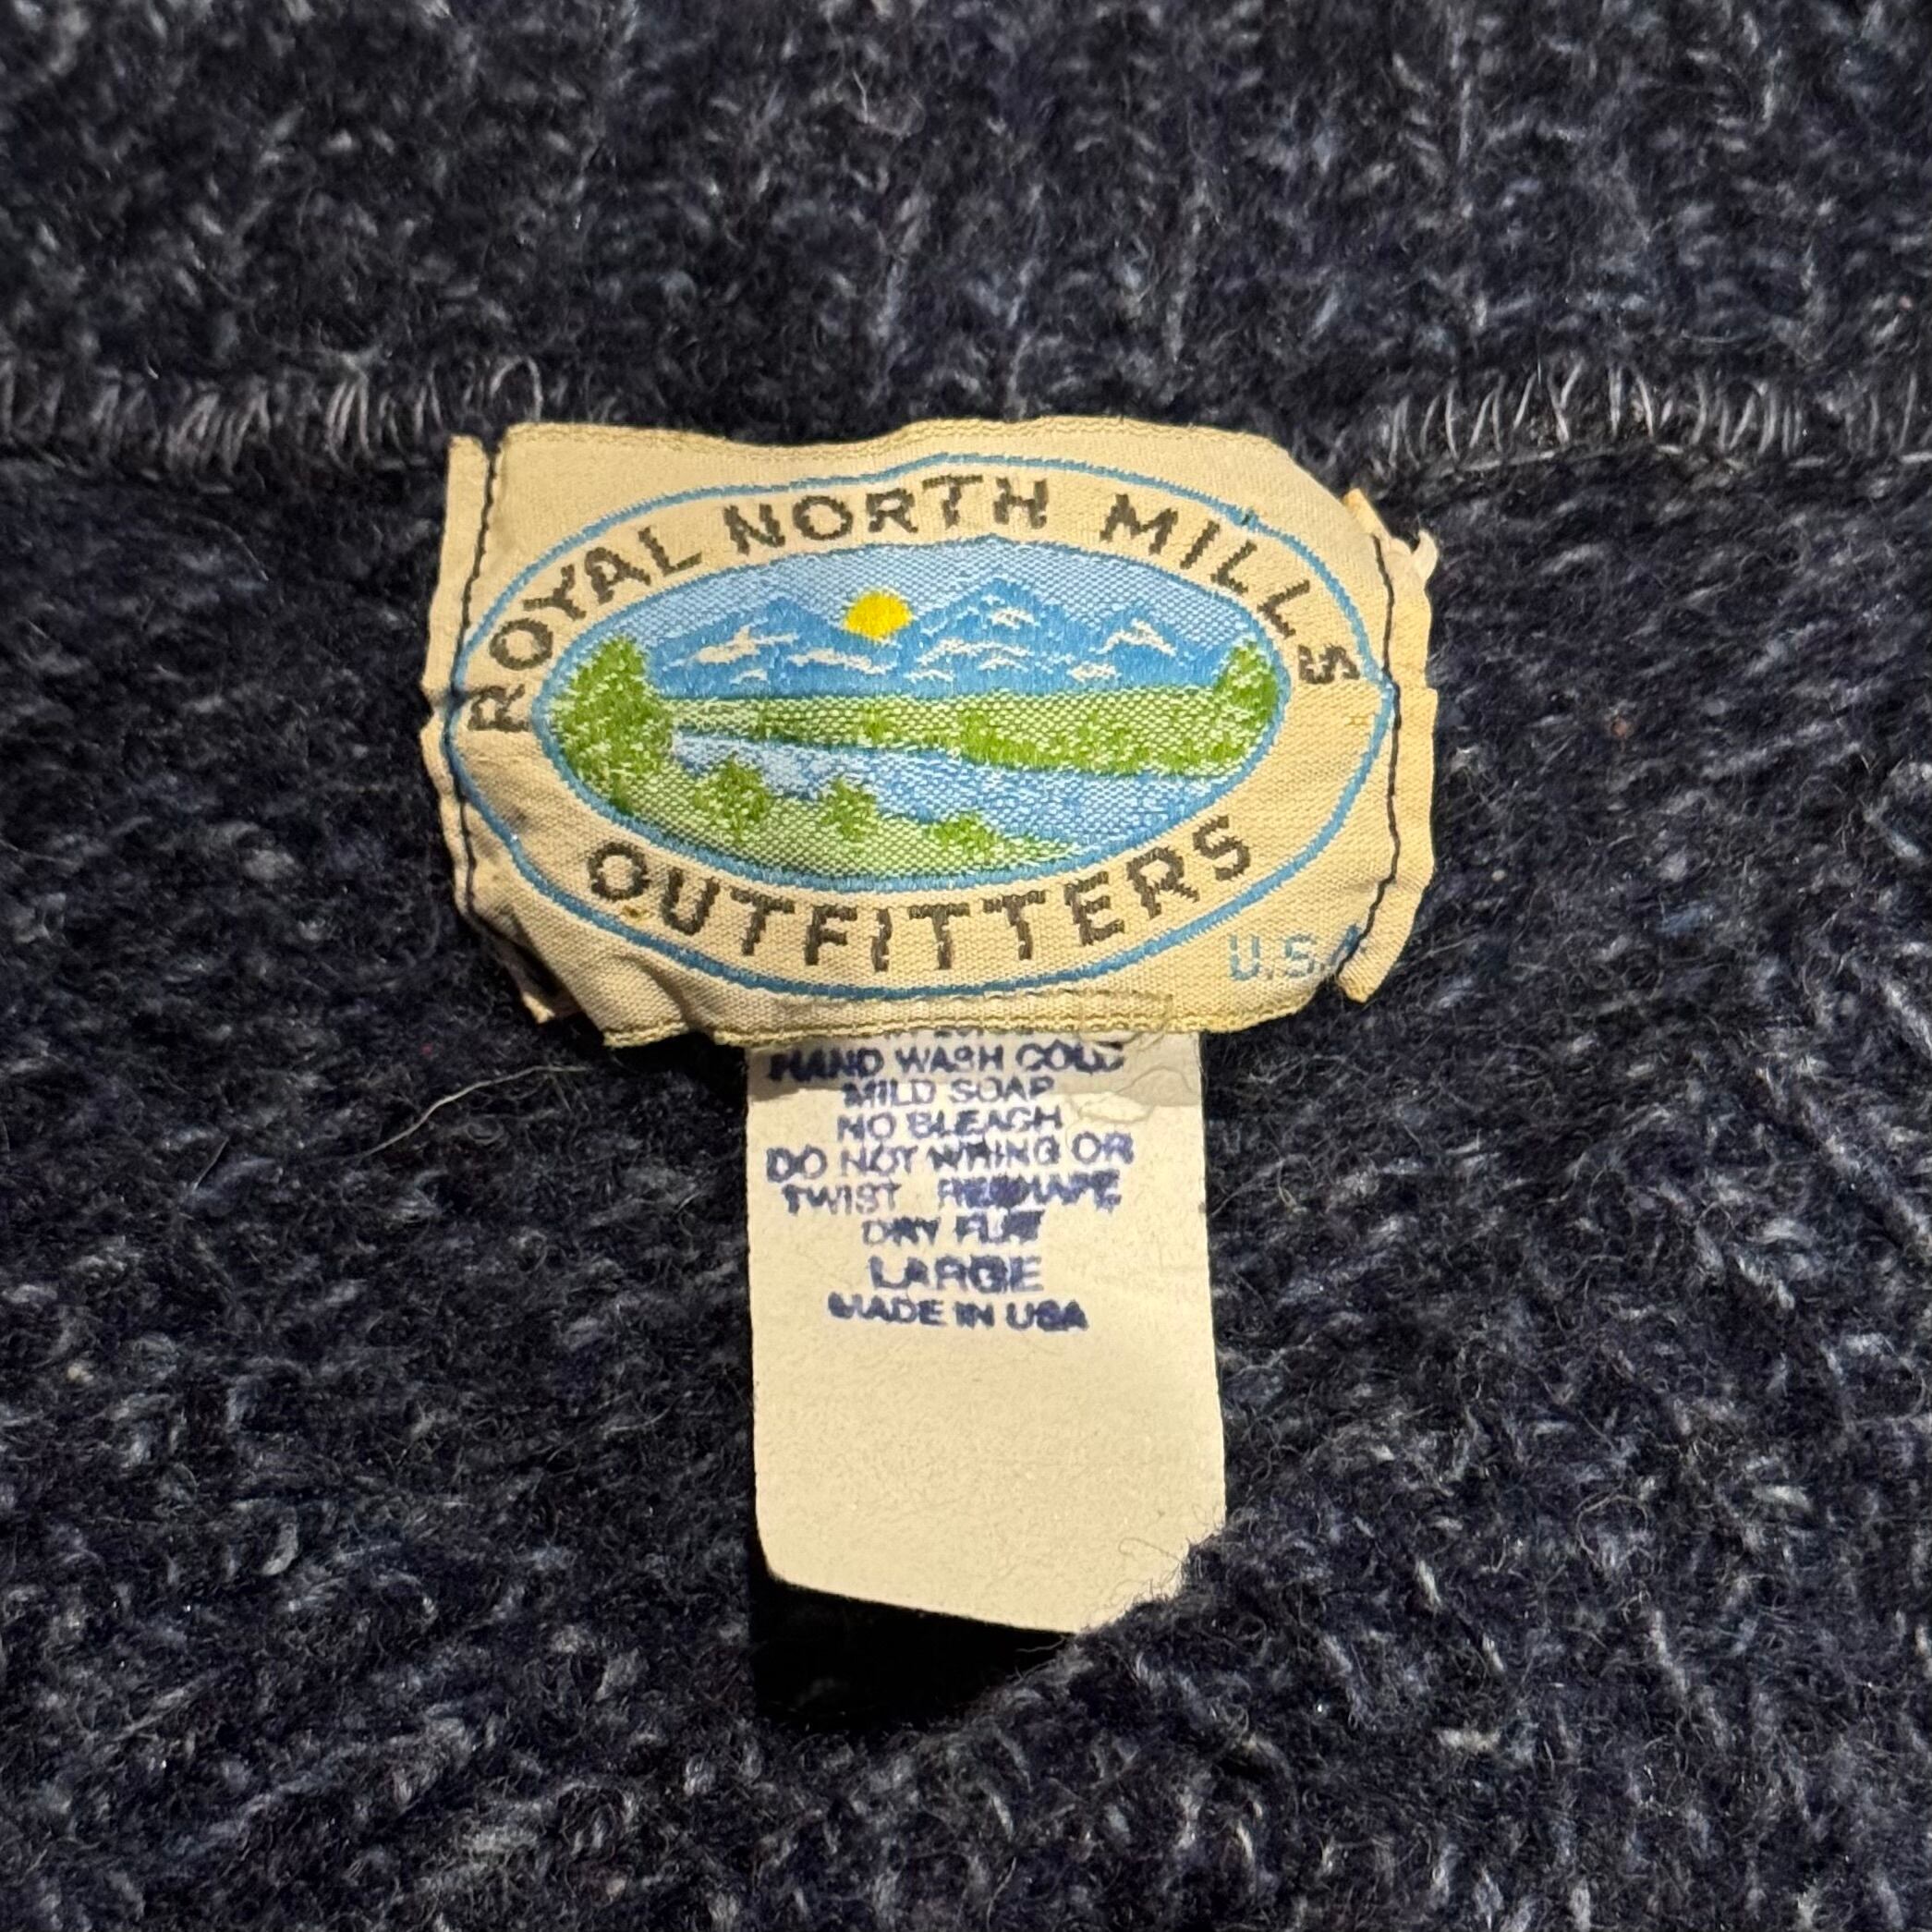 ROYAL NORTH MILLS
OUTFITTERS
U.S.A
HAND WASH COLD
MILD SOAP
NO BLEACH
DO NOT WRING OR
TWIST RESHAPE
DRY FLAT
LARGE
MADE IN USA